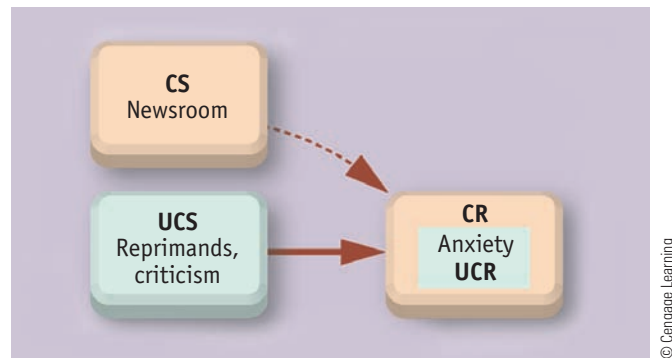 CS
Newsroom
UCS
Reprimands,
criticism
CR
Anxiety
UCR
© Cengage Learning